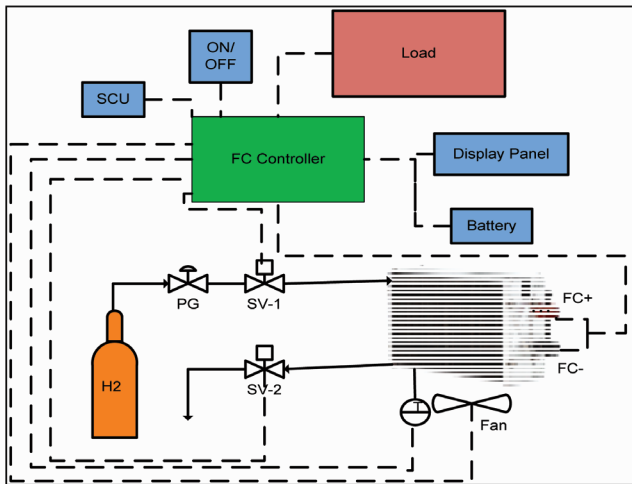 ON/
OFF
Load
SCU
FC Controller
Display Panel
Battery
PG
SV-1
FC+
H2
SV-2
FC-
T
Fan